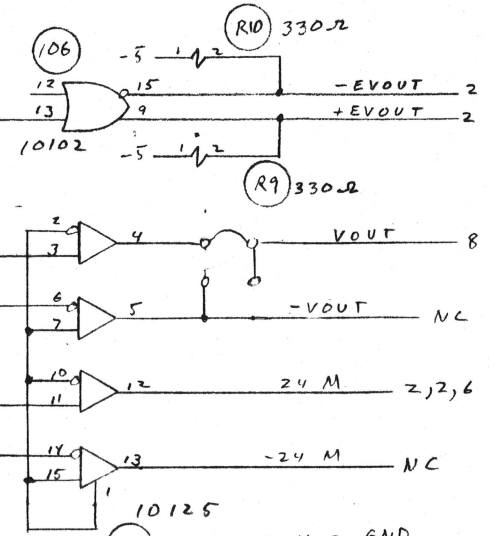 R10 330 Ω
106
-5 1 2
12 15 -EVOUT 2
13 9 +EVOUT 2
10102
-5 1 2
R9 330 Ω
2
3 4 VOUT 8
6
7 5 -VOUT NC
10
11 12 24 M 2,2,6
14
15 13 -24 M NC
1
10125
GND